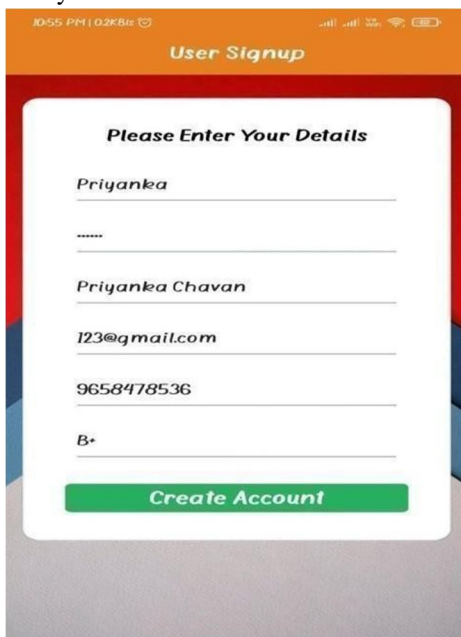 10:55 PM | 0.2KB/s
User Signup
Please Enter Your Details
Priyanka
······
Priyanka Chavan
123@gmail.com
9658478536
B+
Create Account